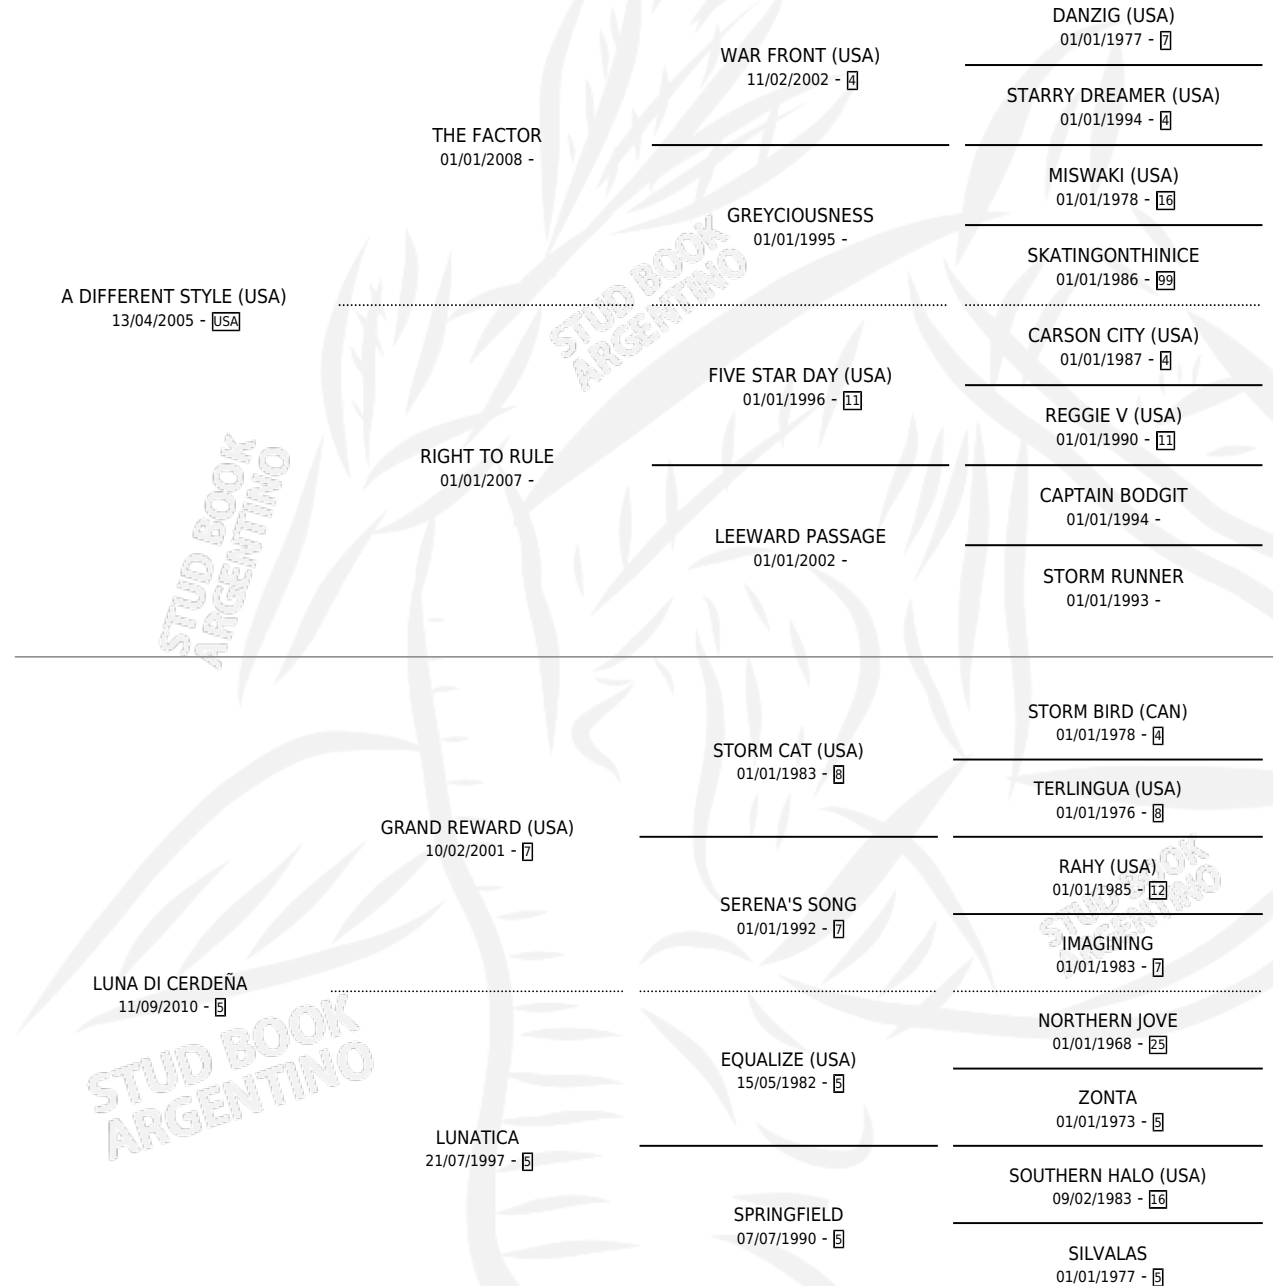 DANZIG (USA)
01/01/1977 - 7
WAR FRONT (USA)
11/02/2002 - 4
STARRY DREAMER (USA)
01/01/1994 - 4
THE FACTOR
01/01/2008 -
MISWAKI (USA)
01/01/1978 - 16
GREYCIOUSNESS
01/01/1995 -
SKATINGONTHINICE
01/01/1986 - 99
A DIFFERENT STYLE (USA)
13/04/2005 - USA
CARSON CITY (USA)
01/01/1987 - 4
FIVE STAR DAY (USA)
01/01/1996 - 11
REGGIE V (USA)
01/01/1990 - 11
RIGHT TO RULE
01/01/2007 -
CAPTAIN BODGIT
01/01/1994 -
LEEWARD PASSAGE
01/01/2002 -
STORM RUNNER
01/01/1993 -
STORM BIRD (CAN)
01/01/1978 - 4
STORM CAT (USA)
01/01/1983 - 8
TERLINGUA (USA)
01/01/1976 - 8
GRAND REWARD (USA)
10/02/2001 - 7
RAHY (USA)
01/01/1985 - 12
SERENA'S SONG
01/01/1992 - 7
IMAGINING
01/01/1983 - 7
LUNA DI CERDEÑA
11/09/2010 - 5
NORTHERN JOVE
01/01/1968 - 25
EQUALIZE (USA)
15/05/1982 - 5
ZONTA
01/01/1973 - 5
LUNATICA
21/07/1997 - 5
SOUTHERN HALO (USA)
09/02/1983 - 16
SPRINGFIELD
07/07/1990 - 5
SILVALAS
01/01/1977 - 5
STUD BOOK
ARGENTINO
STUD BOOK
ARGENTINO
STUD BOOK
ARGENTINO
STUD BOOK
ARGENTINO